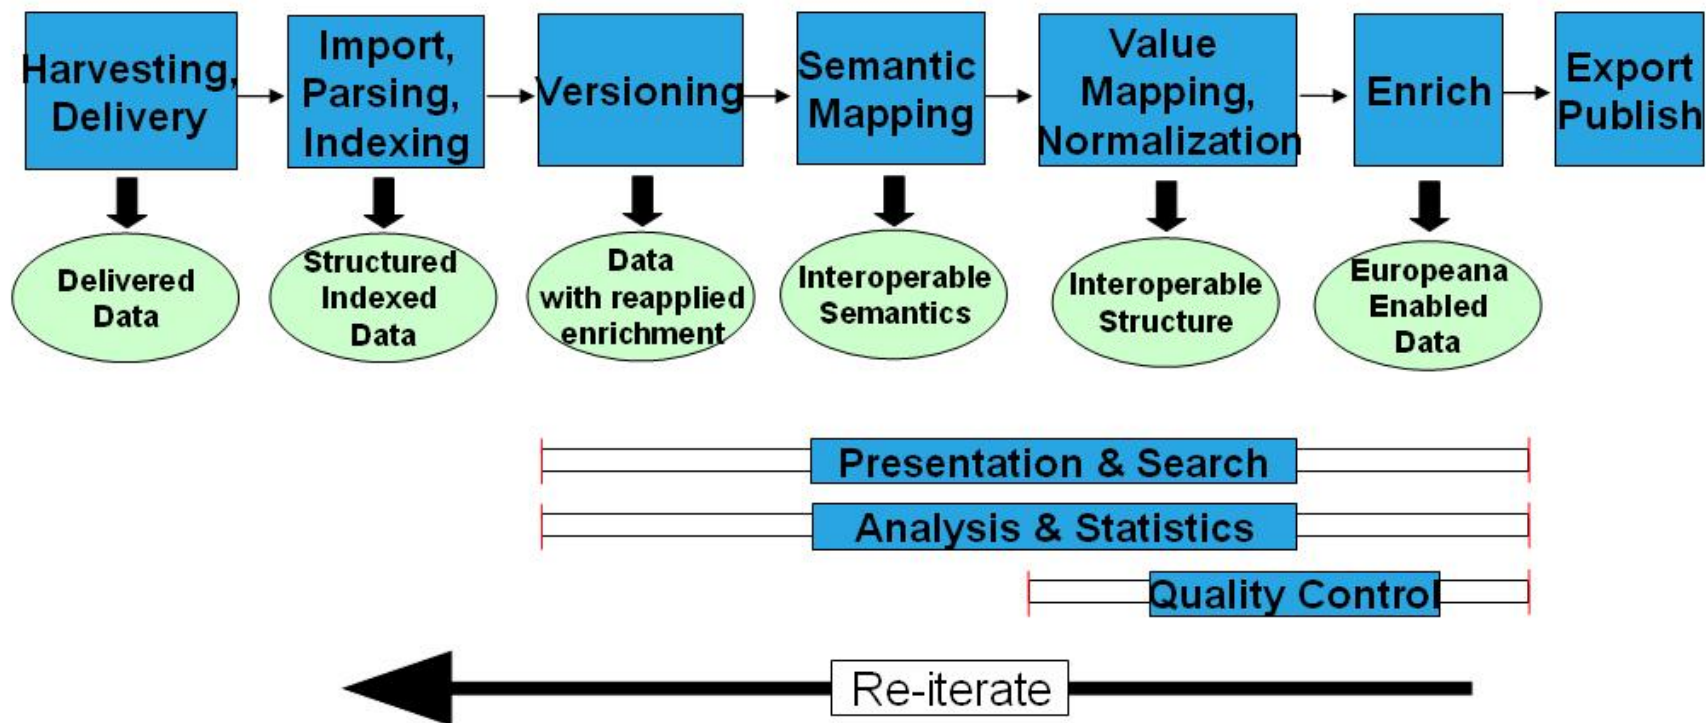 Harvesting,
Delivery
Import,
Parsing,
Indexing
Versioning
Semantic
Mapping
Value
Mapping,
Normalization
Enrich
Export
Publish
Delivered
Data
Structured
Indexed
Data
Data
with reapplied
enrichment
Interoperable
Semantics
Interoperable
Structure
Europeana
Enabled
Data
Presentation & Search
Analysis & Statistics
Quality Control
Re-iterate